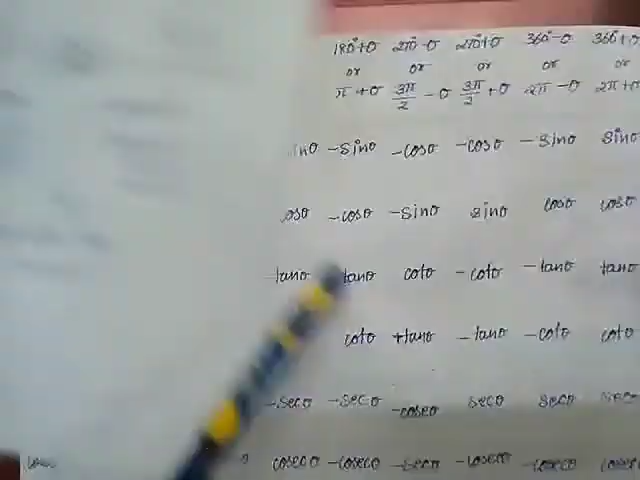 180°+θ 270°-θ 270°+θ 360°-θ 360°+θ
or or or or or
π+θ 3π/2 -θ 3π/2 +θ 2π-θ 2π+θ
-sinθ -cosθ -cosθ -sinθ sinθ
-cosθ -sinθ sinθ cosθ cosθ
tanθ tanθ cotθ -cotθ -tanθ tanθ
cotθ +tanθ -tanθ -cotθ cotθ
-secθ -secθ -cosecθ secθ secθ
cosecθ -cosecθ -secθ -cosecθ -cosecθ